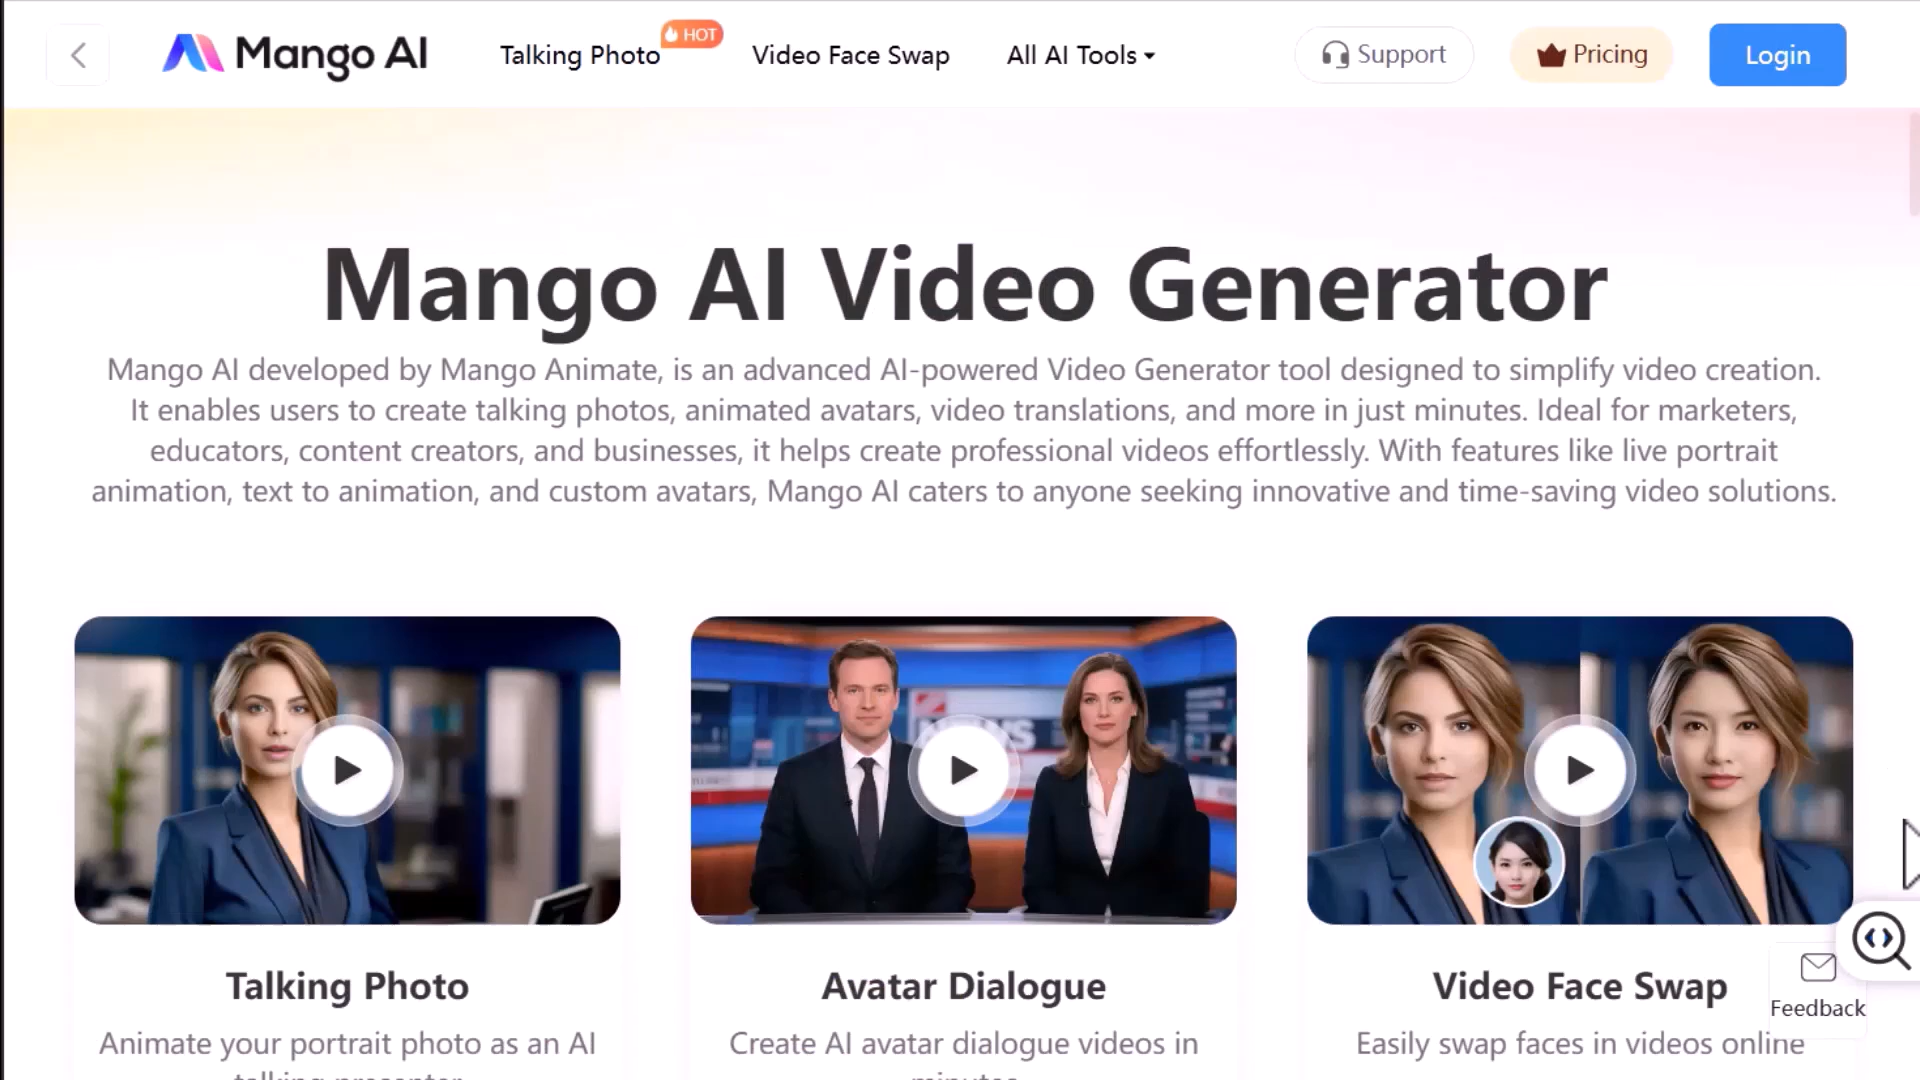 Mango AI
Talking Photo
HOT
Video Face Swap
All AI Tools
Support
Pricing
Login
Mango AI Video Generator
Mango AI developed by Mango Animate, is an advanced AI-powered Video Generator tool designed to simplify video creation.
It enables users to create talking photos, animated avatars, video translations, and more in just minutes. Ideal for marketers,
educators, content creators, and businesses, it helps create professional videos effortlessly. With features like live portrait
animation, text to animation, and custom avatars, Mango AI caters to anyone seeking innovative and time-saving video solutions.
NEWS
Talking Photo
Animate your portrait photo as an AI
talking presenter
Avatar Dialogue
Create AI avatar dialogue videos in
minutes
Video Face Swap
Easily swap faces in videos online
Feedback